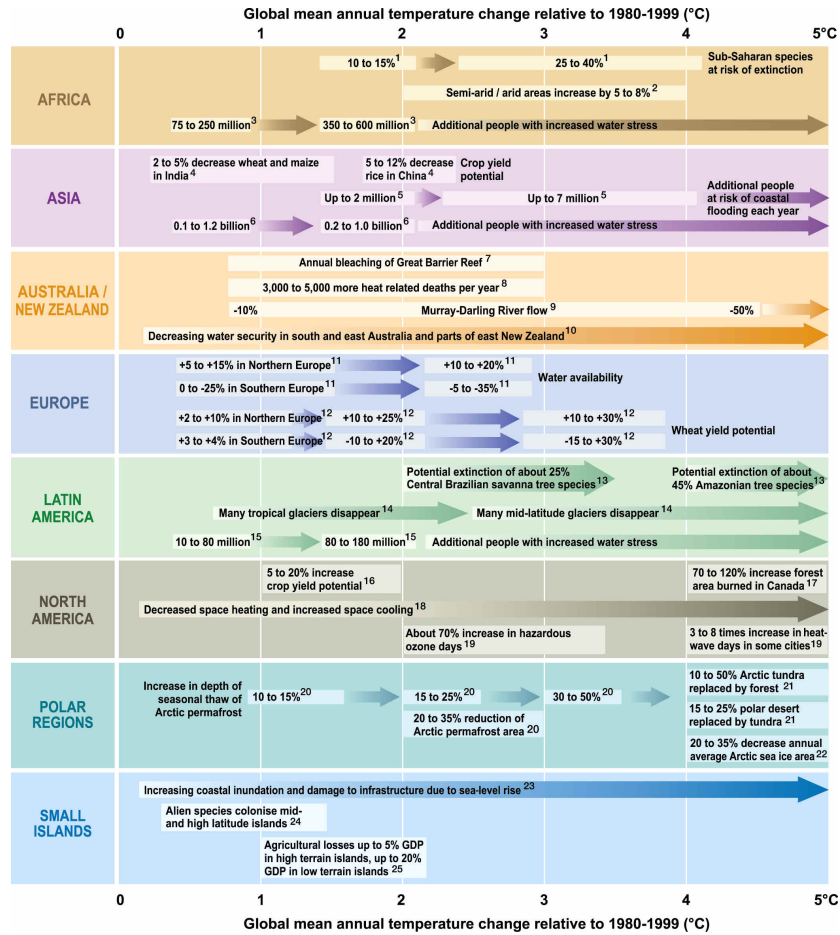 Global mean annual temperature change relative to 1980-1999 (°C)
0 1 2 3 4 5°C
AFRICA
10 to 15%1
25 to 40%1
Sub-Saharan species
at risk of extinction
Semi-arid / arid areas increase by 5 to 8%2
75 to 250 million3
350 to 600 million3
Additional people with increased water stress
ASIA
2 to 5% decrease wheat and maize
in India4
5 to 12% decrease
rice in China4
Crop yield
potential
Up to 2 million5
Up to 7 million5
Additional people
at risk of coastal
flooding each year
0.1 to 1.2 billion6
0.2 to 1.0 billion6
Additional people with increased water stress
AUSTRALIA /
NEW ZEALAND
Annual bleaching of Great Barrier Reef7
3,000 to 5,000 more heat related deaths per year8
-10%
Murray-Darling River flow9
-50%
Decreasing water security in south and east Australia and parts of east New Zealand10
EUROPE
+5 to +15% in Northern Europe11
+10 to +20%11
0 to -25% in Southern Europe11
-5 to -35%11
Water availability
+2 to +10% in Northern Europe12
+10 to +25%12
+10 to +30%12
+3 to +4% in Southern Europe12
-10 to +20%12
-15 to +30%12
Wheat yield potential
LATIN
AMERICA
Potential extinction of about 25%
Central Brazilian savanna tree species13
Potential extinction of about
45% Amazonian tree species13
Many tropical glaciers disappear14
Many mid-latitude glaciers disappear14
10 to 80 million15
80 to 180 million15
Additional people with increased water stress
NORTH
AMERICA
5 to 20% increase
crop yield potential16
70 to 120% increase forest
area burned in Canada17
Decreased space heating and increased space cooling18
About 70% increase in hazardous
ozone days19
3 to 8 times increase in heat-
wave days in some cities19
POLAR
REGIONS
Increase in depth of
seasonal thaw of
Arctic permafrost
10 to 15%20
15 to 25%20
30 to 50%20
20 to 35% reduction of
Arctic permafrost area20
10 to 50% Arctic tundra
replaced by forest21
15 to 25% polar desert
replaced by tundra21
20 to 35% decrease annual
average Arctic sea ice area22
SMALL
ISLANDS
Increasing coastal inundation and damage to infrastructure due to sea-level rise23
Alien species colonise mid-
and high latitude islands24
Agricultural losses up to 5% GDP
in high terrain islands, up to 20%
GDP in low terrain islands25
0 1 2 3 4 5°C
Global mean annual temperature change relative to 1980-1999 (°C)